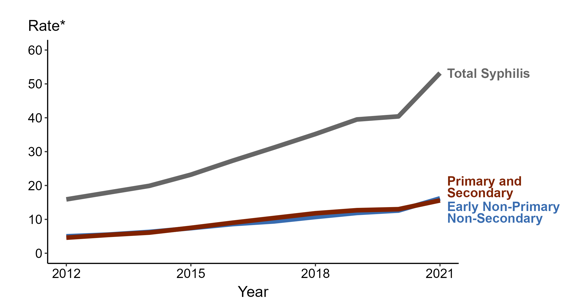 Rate*
60
50
40
30
20
10
0
Total Syphilis
Primary and
Secondary
Early Non-Primary
Non-Secondary
2012
2015
2018
2021
Year